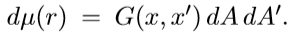 dμ(r) = G(x, x′) dA dA′.